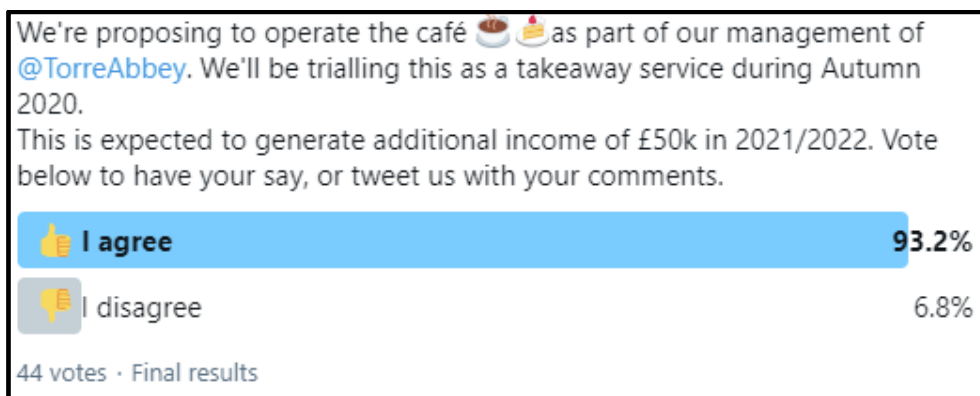 We're proposing to operate the café ☕🍰as part of our management of
@TorreAbbey. We'll be trialling this as a takeaway service during Autumn
2020.
This is expected to generate additional income of £50k in 2021/2022. Vote
below to have your say, or tweet us with your comments.
👍 I agree 93.2%
👎 I disagree 6.8%
44 votes · Final results